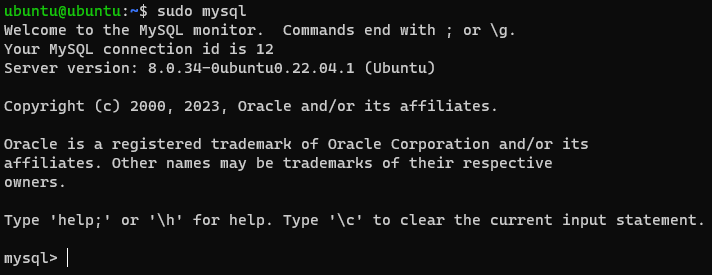 ubuntu@ubuntu:~$ sudo mysql
Welcome to the MySQL monitor.  Commands end with ; or \g.
Your MySQL connection id is 12
Server version: 8.0.34-0ubuntu0.22.04.1 (Ubuntu)
Copyright (c) 2000, 2023, Oracle and/or its affiliates.
Oracle is a registered trademark of Oracle Corporation and/or its
affiliates. Other names may be trademarks of their respective
owners.
Type 'help;' or '\h' for help. Type '\c' to clear the current input statement.
mysql>